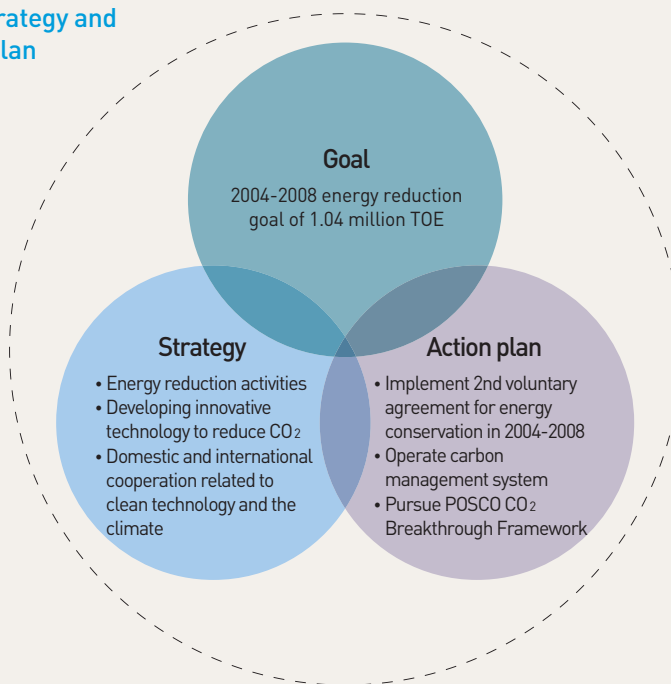 rategy and
lan
Goal
2004-2008 energy reduction
goal of 1.04 million TOE
Strategy
• Energy reduction activities
• Developing innovative
technology to reduce CO2
• Domestic and international
cooperation related to
clean technology and the
climate
Action plan
• Implement 2nd voluntary
agreement for energy
conservation in 2004-2008
• Operate carbon
management system
• Pursue POSCO CO2
Breakthrough Framework